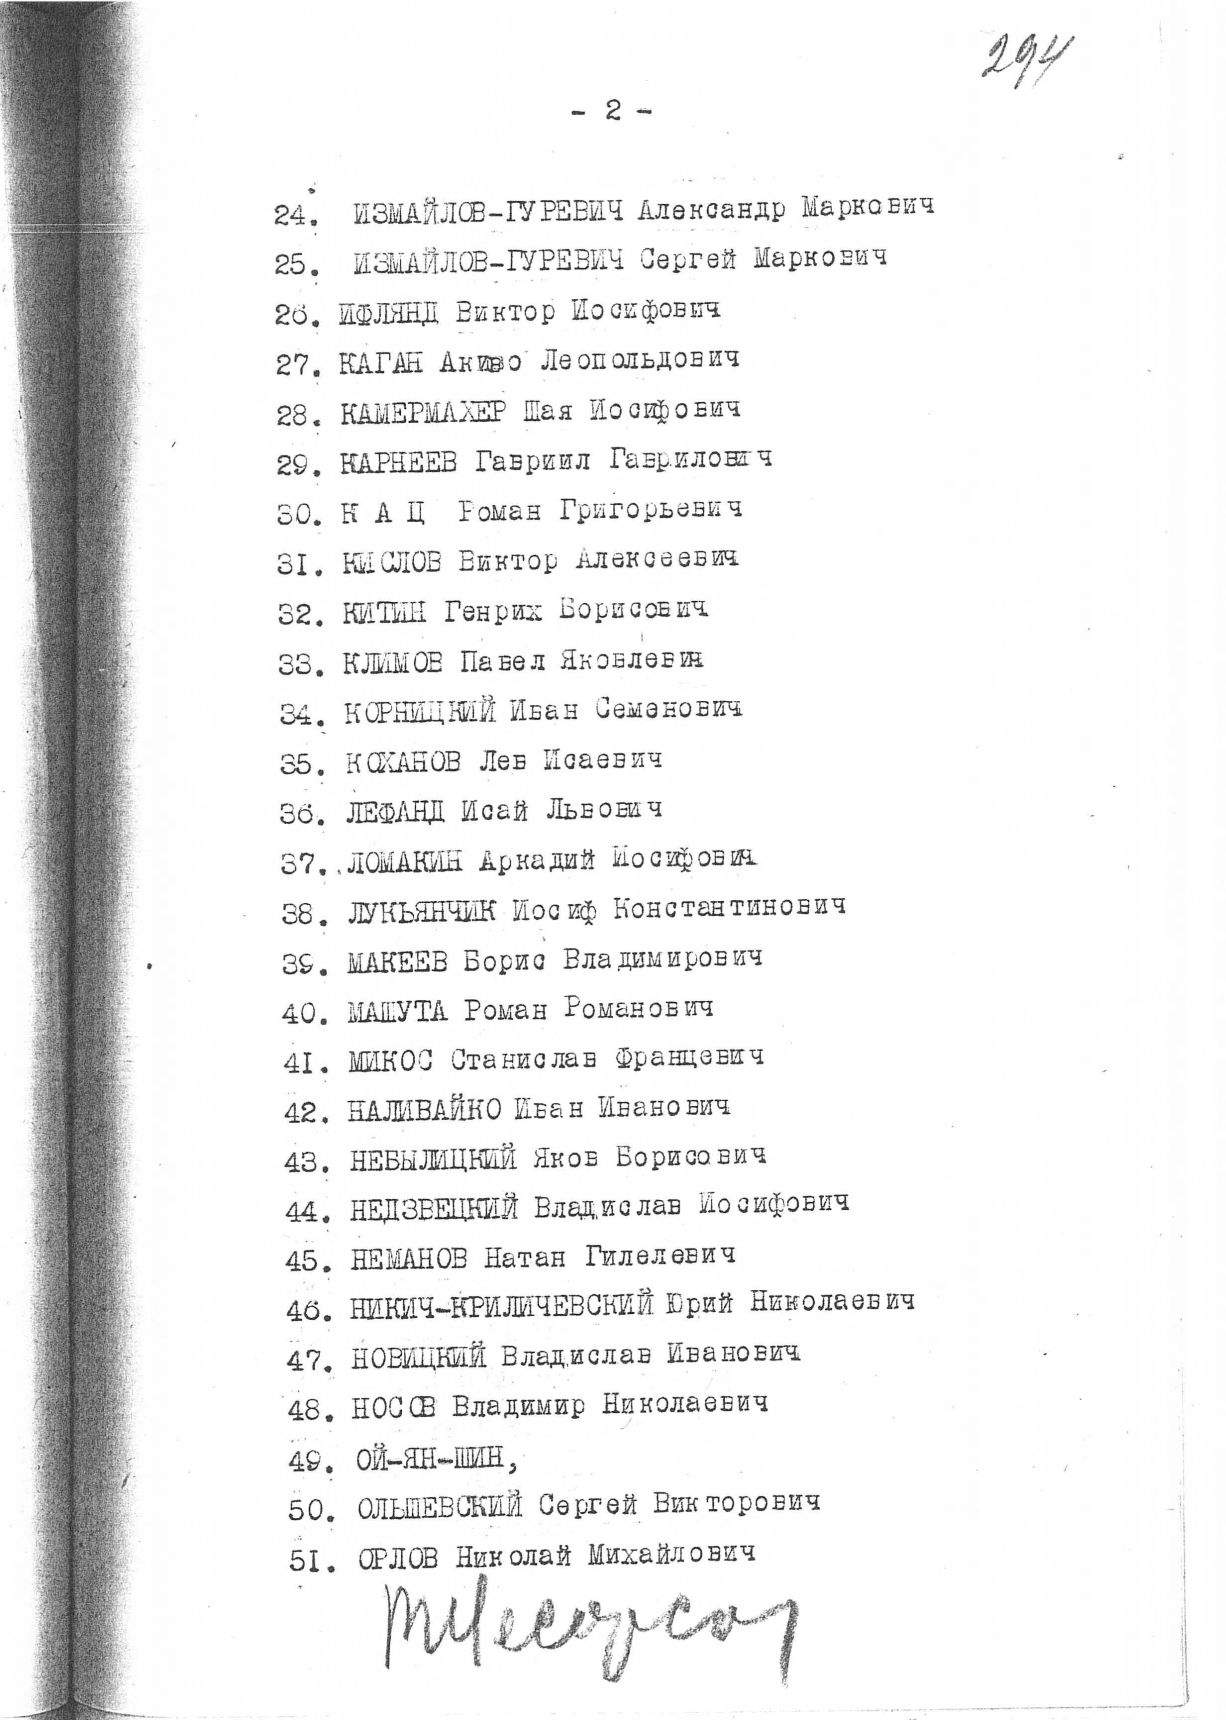 294
- 2 -
24. ИЗМАЙЛОВ-ГУРЕВИЧ Александр Маркович
25. ИЗМАЙЛОВ-ГУРЕВИЧ Сергей Маркович
26. ИФЛЯНД Виктор Иосифович
27. КАГАН Акиво Леопольдович
28. КАМЕРМАХЕР Шая Иосифович
29. КАРНЕЕВ Гавриил Гаврилович
30. К А Ц Роман Григорьевич
31. КИСЛОВ Виктор Алексеевич
32. КИТИН Генрих Борисович
33. КЛИМОВ Павел Яковлевич
34. КОРНИЦКИЙ Иван Семенович
35. КОХАНОВ Лев Исаевич
36. ЛЕФАНД Исай Львович
37. ЛОМАКИН Аркадий Иосифович
38. ЛУКЬЯНЧИК Иосиф Константинович
39. МАКЕЕВ Борис Владимирович
40. МАШУТА Роман Романович
41. МИКОС Станислав Францевич
42. НАЛИВАЙКО Иван Иванович
43. НЕБЫЛИЦКИЙ Яков Борисович
44. НЕДЗВЕЦКИЙ Владислав Иосифович
45. НЕМАНОВ Натан Гилелевич
46. НИКИЧ-КРИЛИЧЕВСКИЙ Юрий Николаевич
47. НОВИЦКИЙ Владислав Иванович
48. НОСОВ Владимир Николаевич
49. ОЙ-ЯН-ШИН,
50. ОЛЬШЕВСКИЙ Сергей Викторович
51. ОРЛОВ Николай Михайлович